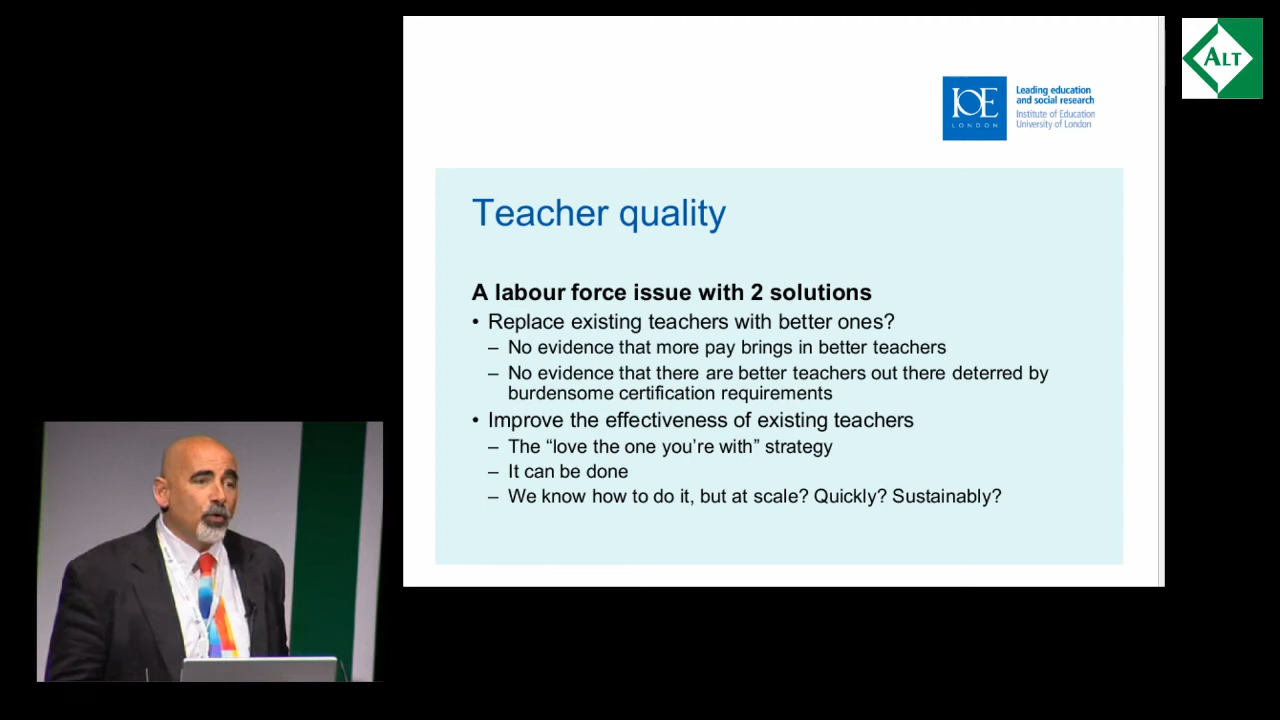 ALT
IOE
LONDON
Leading education
and social research
Institute of Education
University of London
Teacher quality
A labour force issue with 2 solutions
• Replace existing teachers with better ones?
– No evidence that more pay brings in better teachers
– No evidence that there are better teachers out there deterred by
burdensome certification requirements
• Improve the effectiveness of existing teachers
– The “love the one you’re with” strategy
– It can be done
– We know how to do it, but at scale? Quickly? Sustainably?